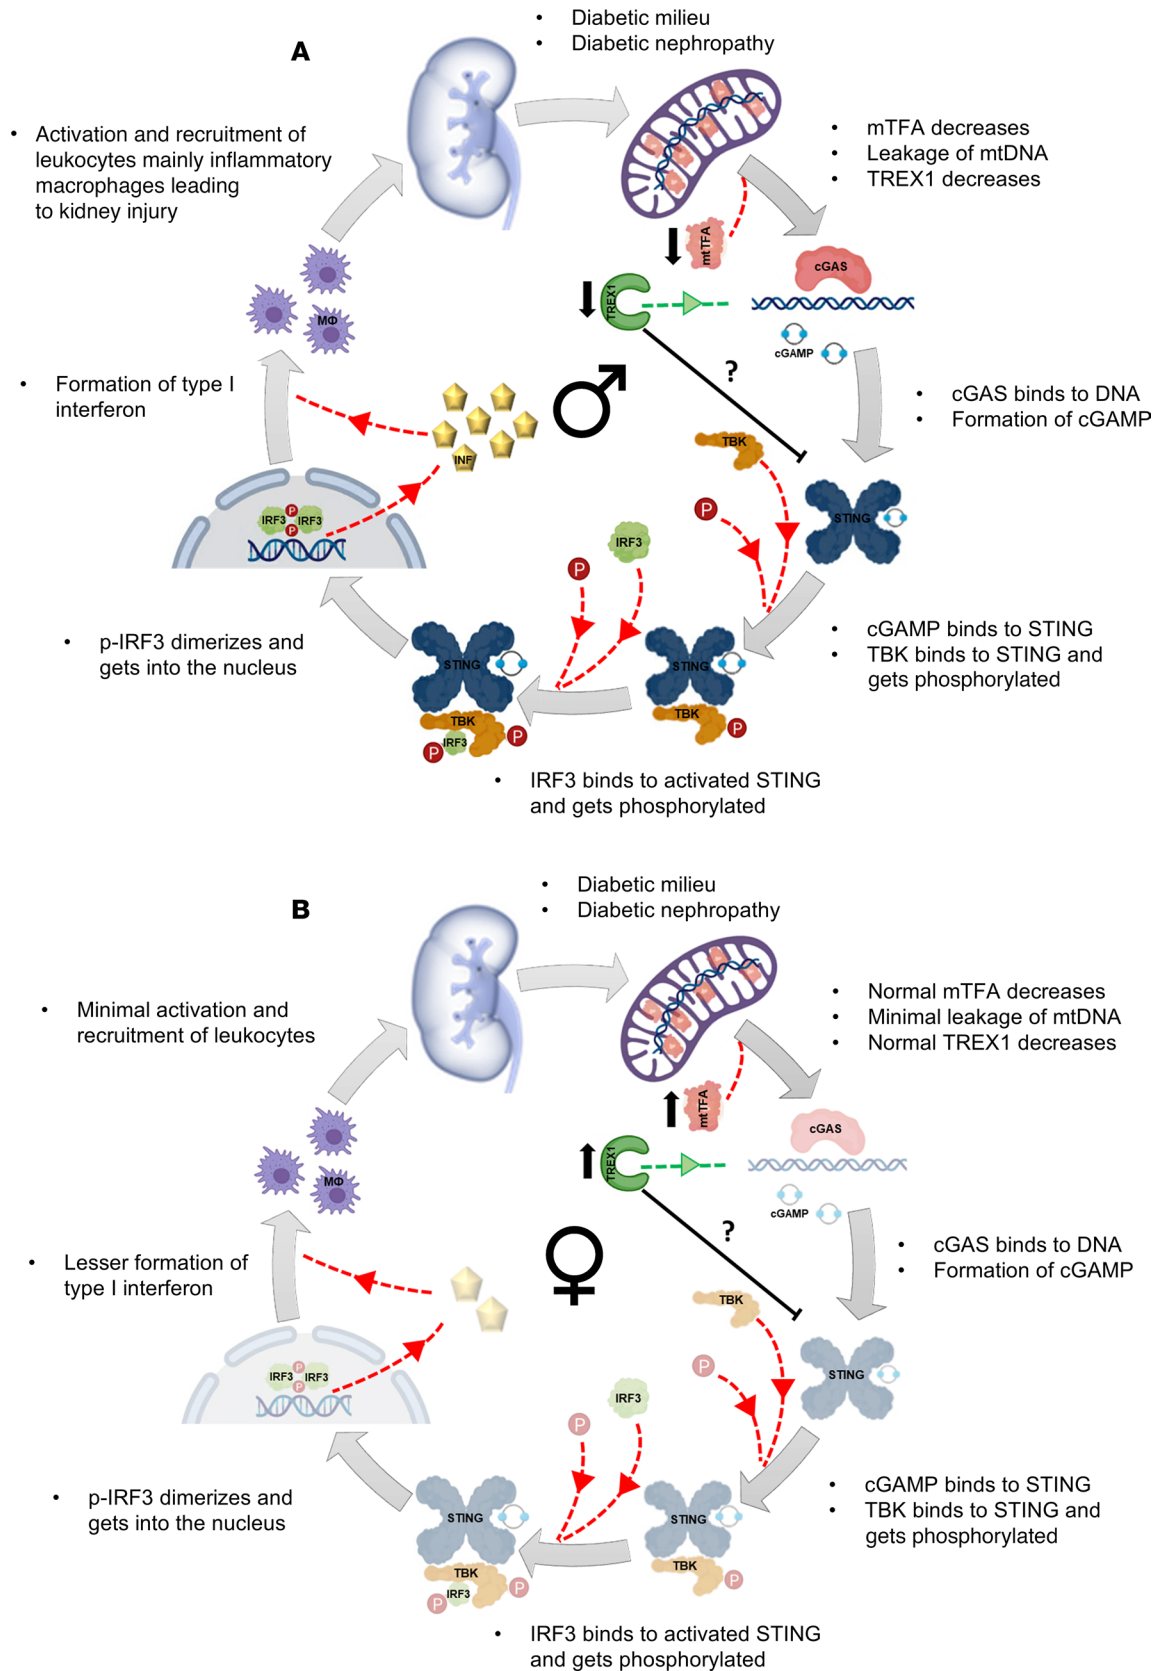 • Diabetic milieu
• Diabetic nephropathy
A
• Activation and recruitment of
leukocytes mainly inflammatory
macrophages leading
to kidney injury
• mTFA decreases
• Leakage of mtDNA
• TREX1 decreases
mtTFA
cGAS
TREX1
cGAMP
MΦ
?
• Formation of type I
interferon
• cGAS binds to DNA
• Formation of cGAMP
INF
TBK
P
STING
IRF3
P
IRF3
P
IRF3
P
• p-IRF3 dimerizes and
gets into the nucleus
• cGAMP binds to STING
• TBK binds to STING and
gets phosphorylated
STING
TBK
IRF3
P
P
STING
TBK
P
• IRF3 binds to activated STING
and gets phosphorylated
• Diabetic milieu
• Diabetic nephropathy
B
• Minimal activation and
recruitment of leukocytes
• Normal mTFA decreases
• Minimal leakage of mtDNA
• Normal TREX1 decreases
mtTFA
cGAS
TREX1
cGAMP
MΦ
?
• Lesser formation of
type I interferon
• cGAS binds to DNA
• Formation of cGAMP
TBK
P
STING
IRF3
P
IRF3
P
IRF3
P
• p-IRF3 dimerizes and
gets into the nucleus
• cGAMP binds to STING
• TBK binds to STING and
gets phosphorylated
STING
TBK
IRF3
P
P
STING
TBK
P
• IRF3 binds to activated STING
and gets phosphorylated